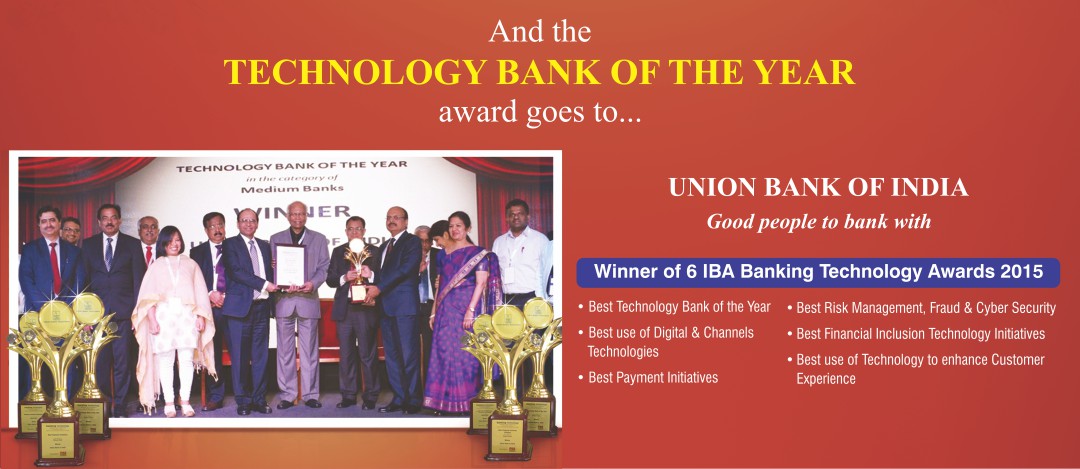 And the
TECHNOLOGY BANK OF THE YEAR
award goes to...
TECHNOLOGY BANK OF THE YEAR
in the category of
Medium Banks
WINNER
OF INDIA
UNION BANK OF INDIA
Good people to bank with
Winner of 6 IBA Banking Technology Awards 2015
• Best Technology Bank of the Year
• Best use of Digital & Channels
Technologies
• Best Payment Initiatives
• Best Risk Management, Fraud & Cyber Security
• Best Financial Inclusion Technology Initiatives
• Best use of Technology to enhance Customer
Experience